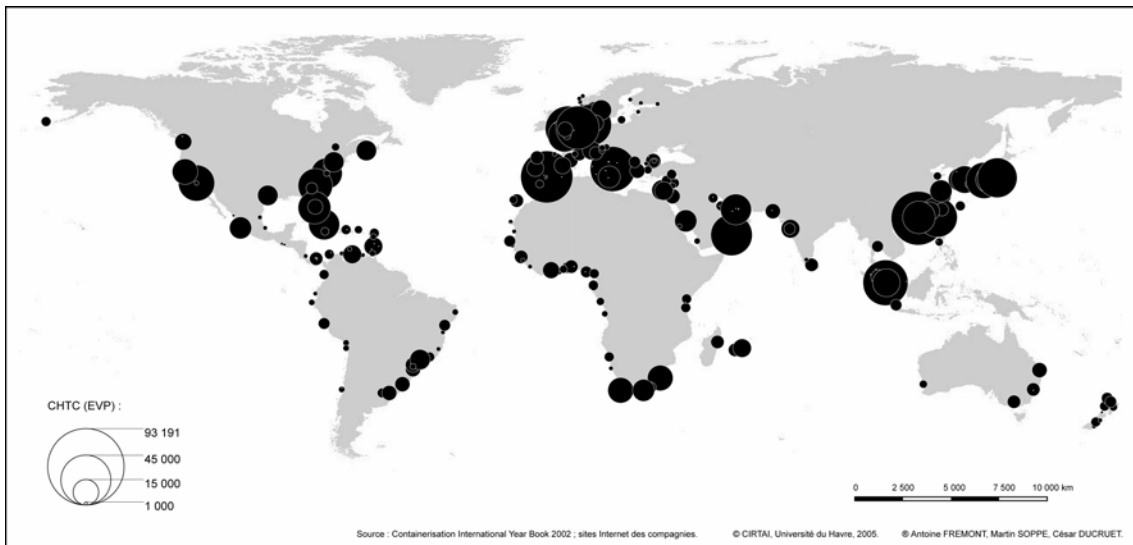 CHTC (EVP) :
93 191
45 000
15 000
1 000
0 2 500 5 000 7 500 10 000 km
Source : Containerisation International Year Book 2002 ; sites Internet des compagnies. © CIRTAI, Université du Havre, 2005. ® Antoine FREMONT, Martin SOPPE, César DUCRUET.